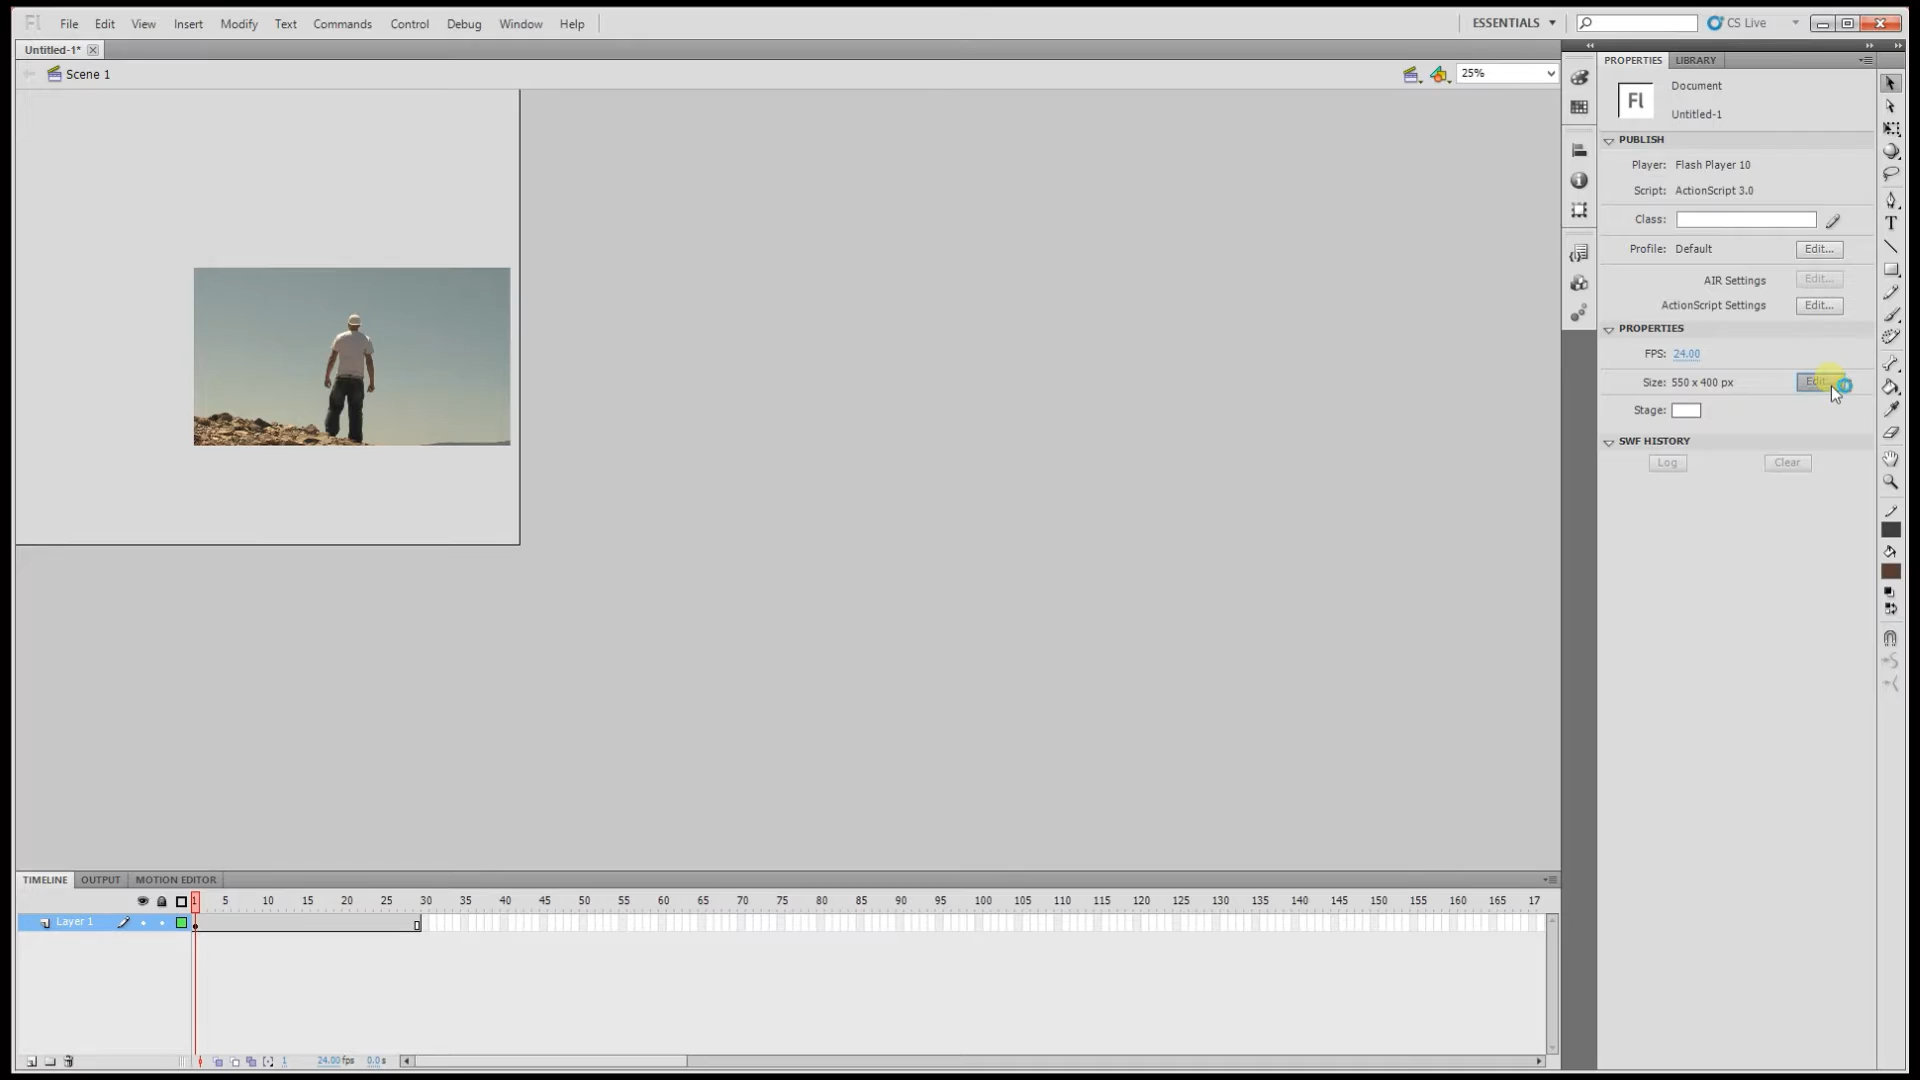 Fl File Edit View Insert Modify Text Commands Control Debug Window Help ESSENTIALS CS Live
Untitled-1*
Scene 1 25%
PROPERTIES LIBRARY
Fl
Document
Untitled-1
PUBLISH
Player: Flash Player 10
Script: ActionScript 3.0
Class:
Profile: Default Edit...
AIR Settings Edit...
ActionScript Settings Edit...
PROPERTIES
FPS: 24.00
Size: 550 x 400 px Edit...
Stage:
SWF HISTORY
Log Clear
TIMELINE OUTPUT MOTION EDITOR
1 5 10 15 20 25 30 35 40 45 50 55 60 65 70 75 80 85 90 95 100 105 110 115 120 125 130 135 140 145 150 155 160 165 17
Layer 1
1 24.00 fps 0.0 s